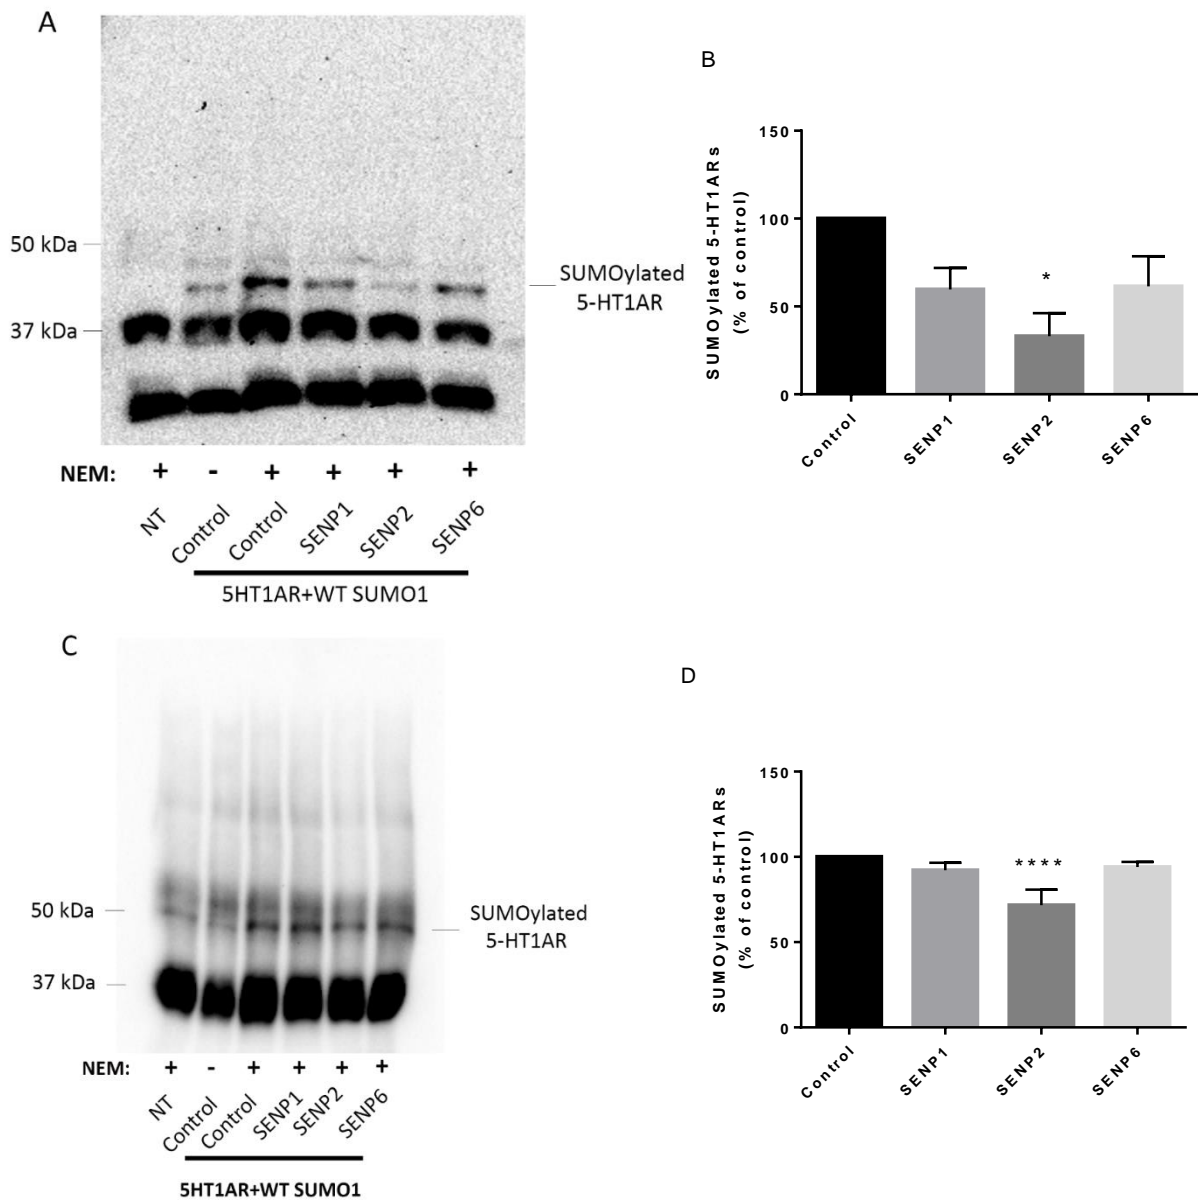 A
50 kDa
37 kDa
SUMOylated
5-HT1AR
NEM: + - + + + +
NT Control Control SENP1 SENP2 SENP6
5HT1AR+WT SUMO1
B
SUMOylated 5-HT1ARs
(% of control)
150
100
50
0
*
Control SENP1 SENP2 SENP6
C
50 kDa
37 kDa
SUMOylated
5-HT1AR
NEM: + - + + + +
NT Control Control SENP1 SENP2 SENP6
5HT1AR+WT SUMO1
D
SUMOylated 5-HT1ARs
(% of control)
150
100
50
0
****
Control SENP1 SENP2 SENP6